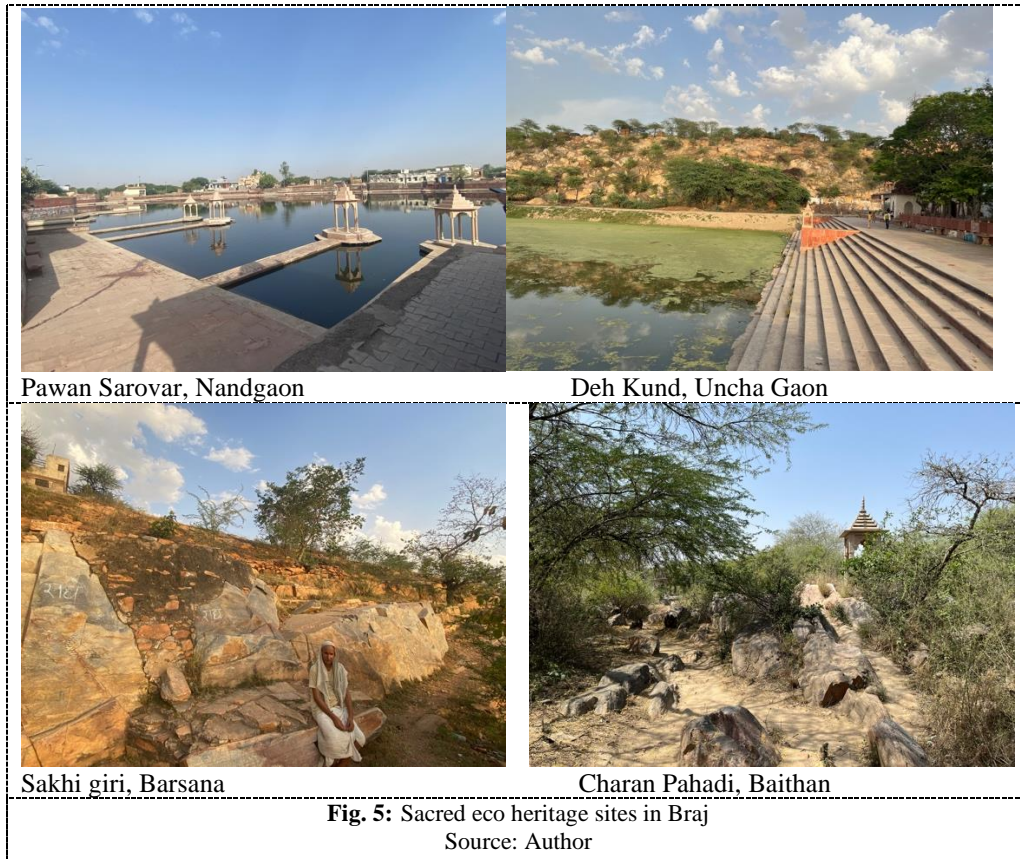 Pawan Sarovar, Nandgaon
Deh Kund, Uncha Gaon
राधा
Sakhi giri, Barsana
Charan Pahadi, Baithan
Fig. 5: Sacred eco heritage sites in Braj
Source: Author